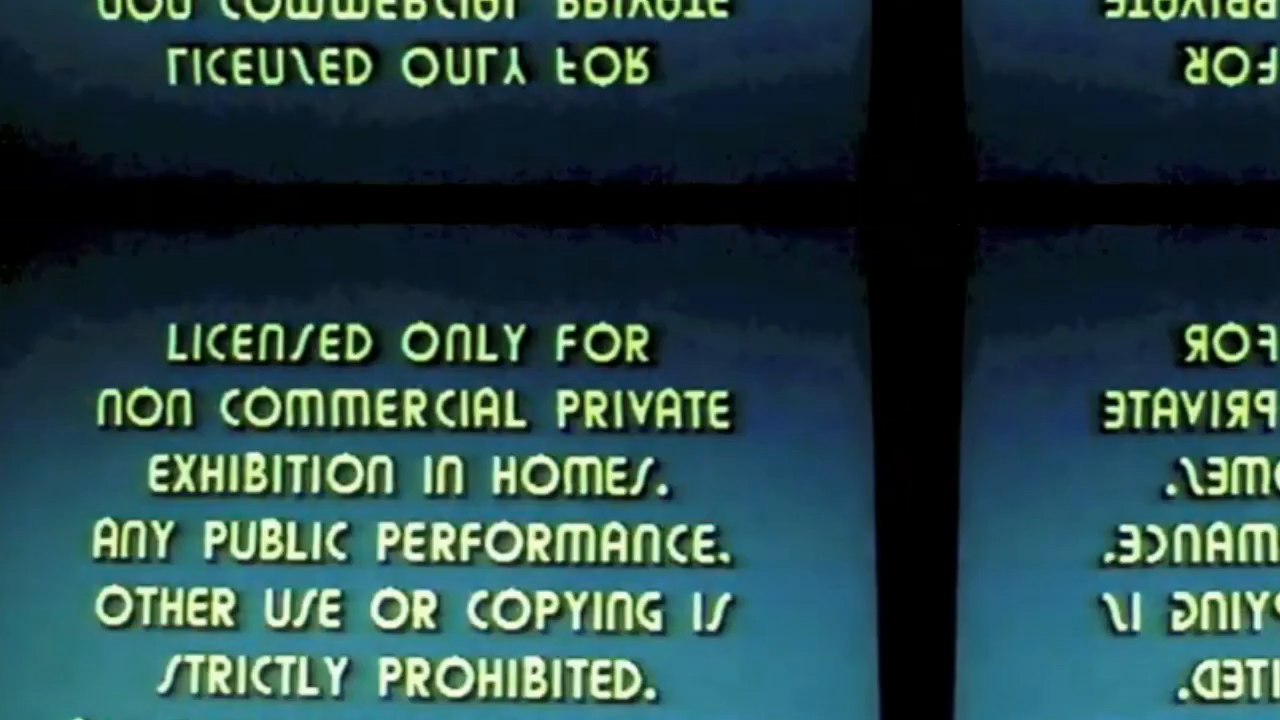 LICENSED ONLY FOR
NON COMMERCIAL PRIVATE
EXHIBITION IN HOMES.
ANY PUBLIC PERFORMANCE.
OTHER USE OR COPYING IS
STRICTLY PROHIBITED.